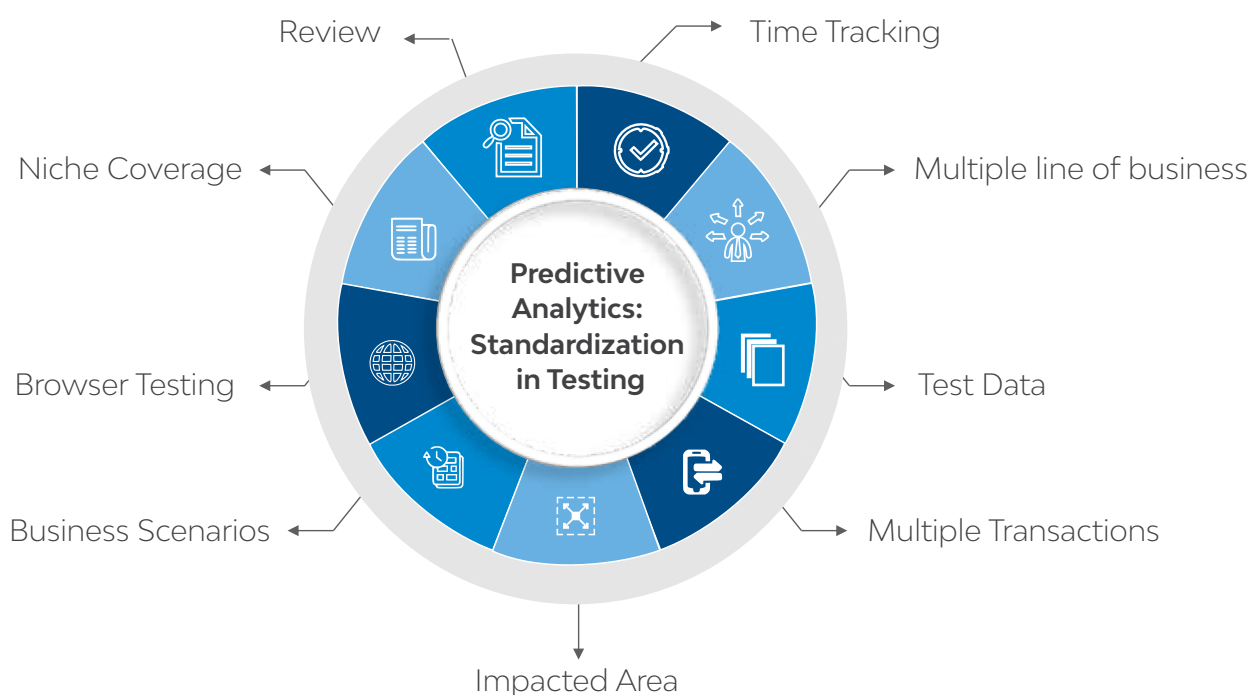 Review
Time Tracking
Niche Coverage
Multiple line of business
Predictive
Analytics:
Standardization
in Testing
Browser Testing
Test Data
Business Scenarios
Multiple Transactions
Impacted Area